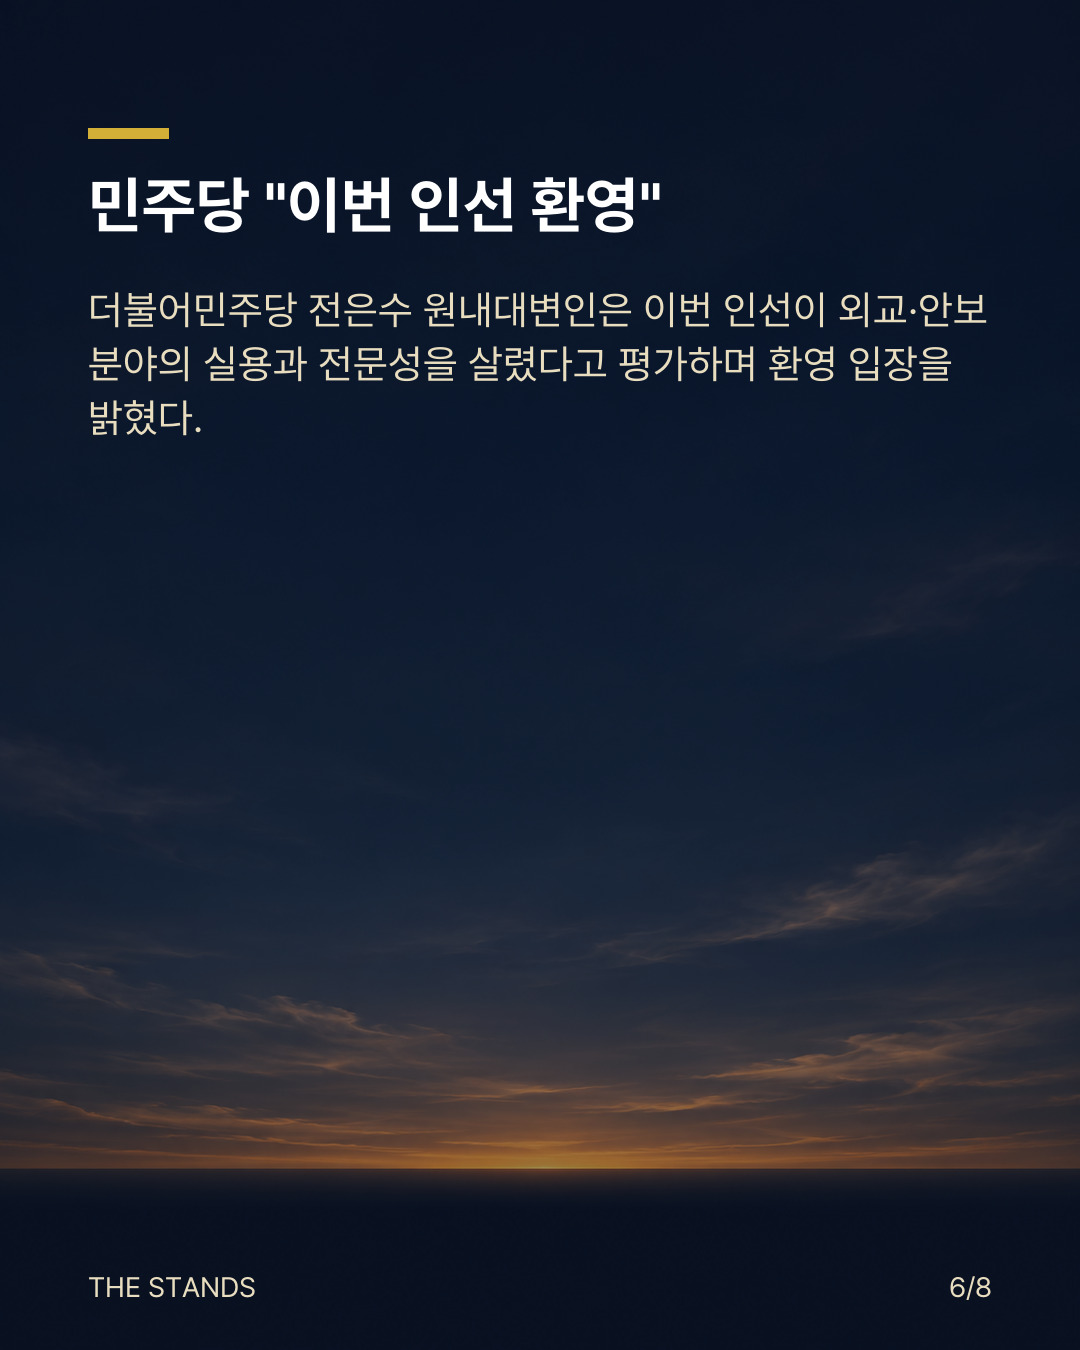 민주당 "이번 인선 환영"
더불어민주당 전은수 원내대변인은 이번 인선이 외교·안보
분야의 실용과 전문성을 살렸다고 평가하며 환영 입장을
밝혔다.
THE STANDS
6/8